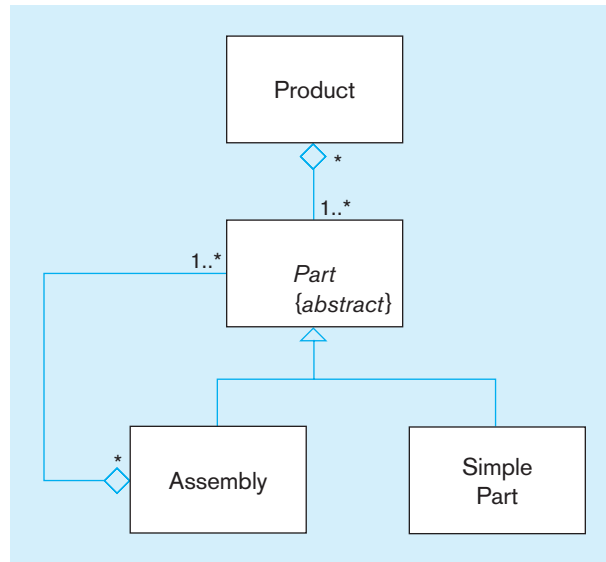 Product
*
1..*
1..*
Part
{abstract}
*
Assembly
Simple
Part